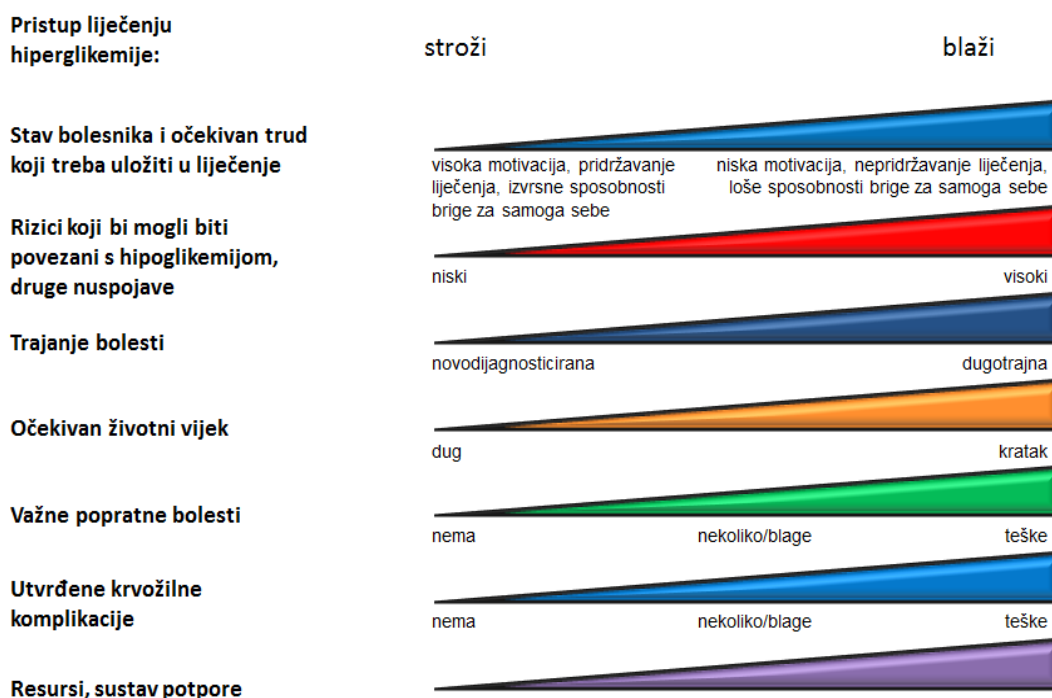 Pristup liječenju
hiperglikemije:
stroži
blaži
Stav bolesnika i očekivan trud
koji treba uložiti u liječenje
visoka motivacija, pridržavanje
liječenja, izvrsne sposobnosti
brige za samoga sebe
niska motivacija, nepridržavanje liječenja,
loše sposobnosti brige za samoga sebe
Rizici koji bi mogli biti
povezani s hipoglikemijom,
druge nuspojave
niski
visoki
Trajanje bolesti
novodijagnosticirana
dugotrajna
Očekivan životni vijek
dug
kratak
Važne popratne bolesti
nema
nekoliko/blage
teške
Utvrđene krvožilne
komplikacije
nema
nekoliko/blage
teške
Resursi, sustav potpore